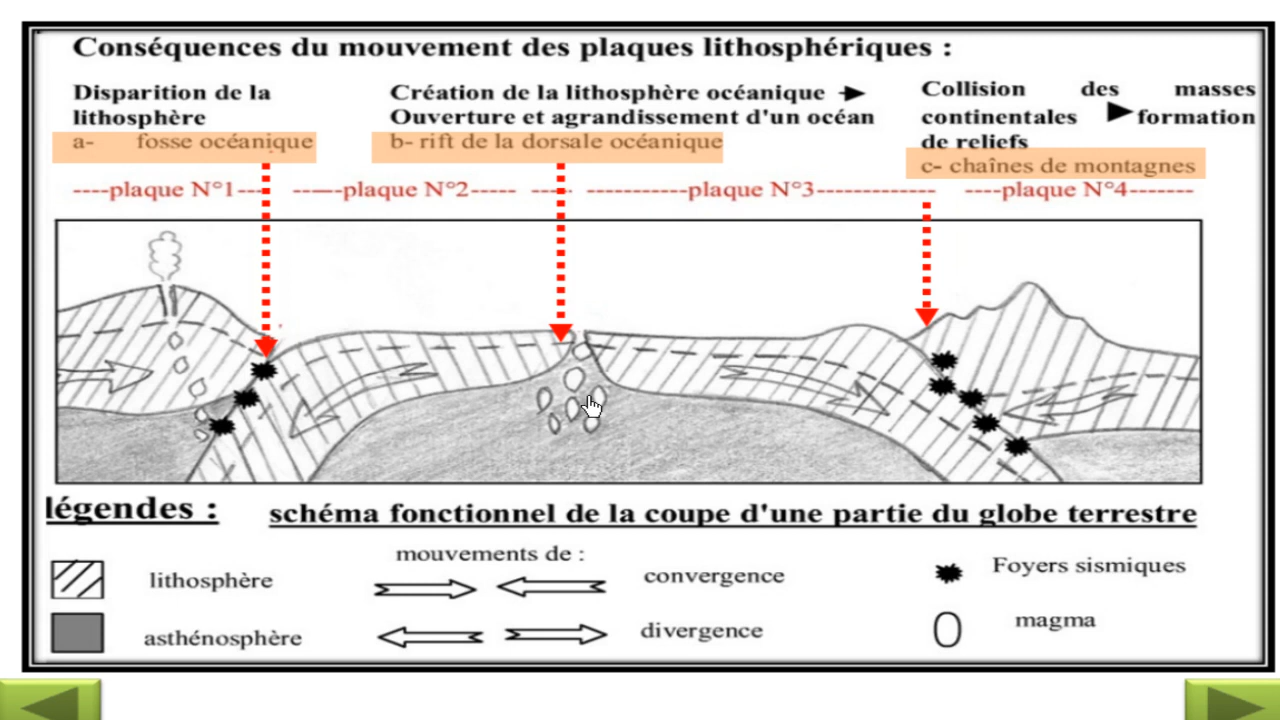 Conséquences du mouvement des plaques lithosphériques :
Disparition de la
lithosphère
a- fosse océanique
Création de la lithosphère océanique
Ouverture et agrandissement d'un océan
b- rift de la dorsale océanique
Collision des masses
continentales formation
de reliefs
c- chaînes de montagnes
----plaque N°1--- ------plaque N°2----- ----- -----------plaque N°3------------- ----plaque N°4-------
légendes :
schéma fonctionnel de la coupe d'une partie du globe terrestre
lithosphère
asthénosphère
mouvements de :
convergence
divergence
Foyers sismiques
magma